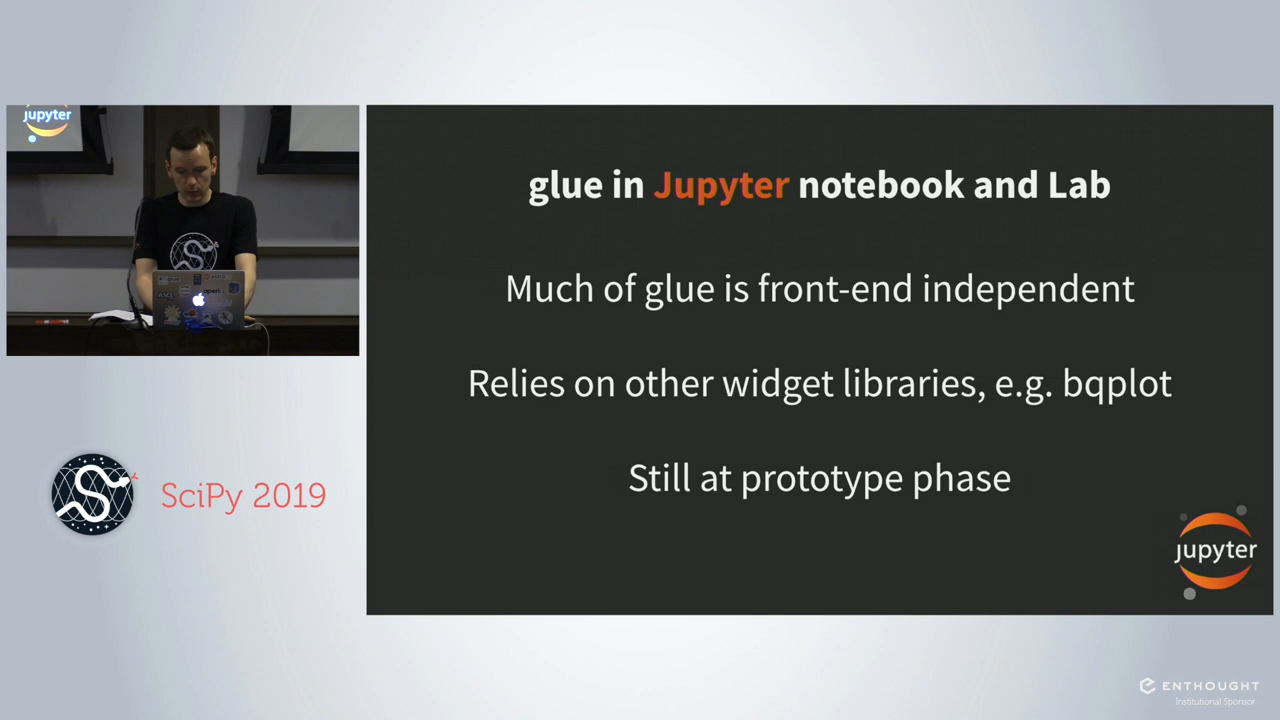 jupyter
glue in Jupyter notebook and Lab
Much of glue is front-end independent
Relies on other widget libraries, e.g. bqplot
Still at prototype phase
jupyter
SciPy 2019
ENTHOUGHT
Institutional Sponsor